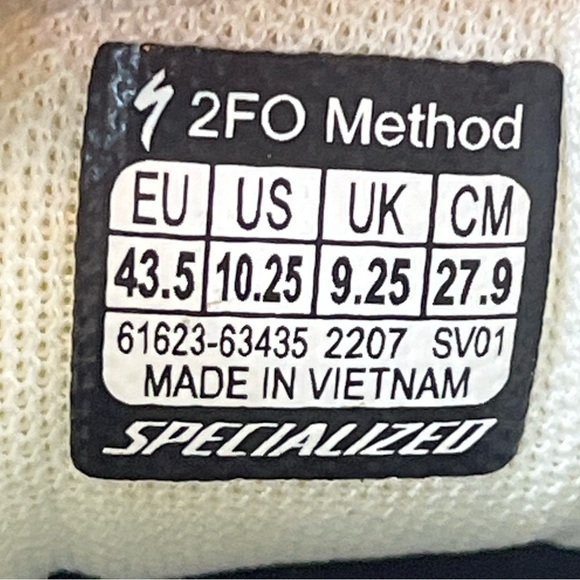 2FO Method
EU US UK CM
43.5 10.25 9.25 27.9
61623-63435 2207 SV01
MADE IN VIETNAM
SPECIALIZED